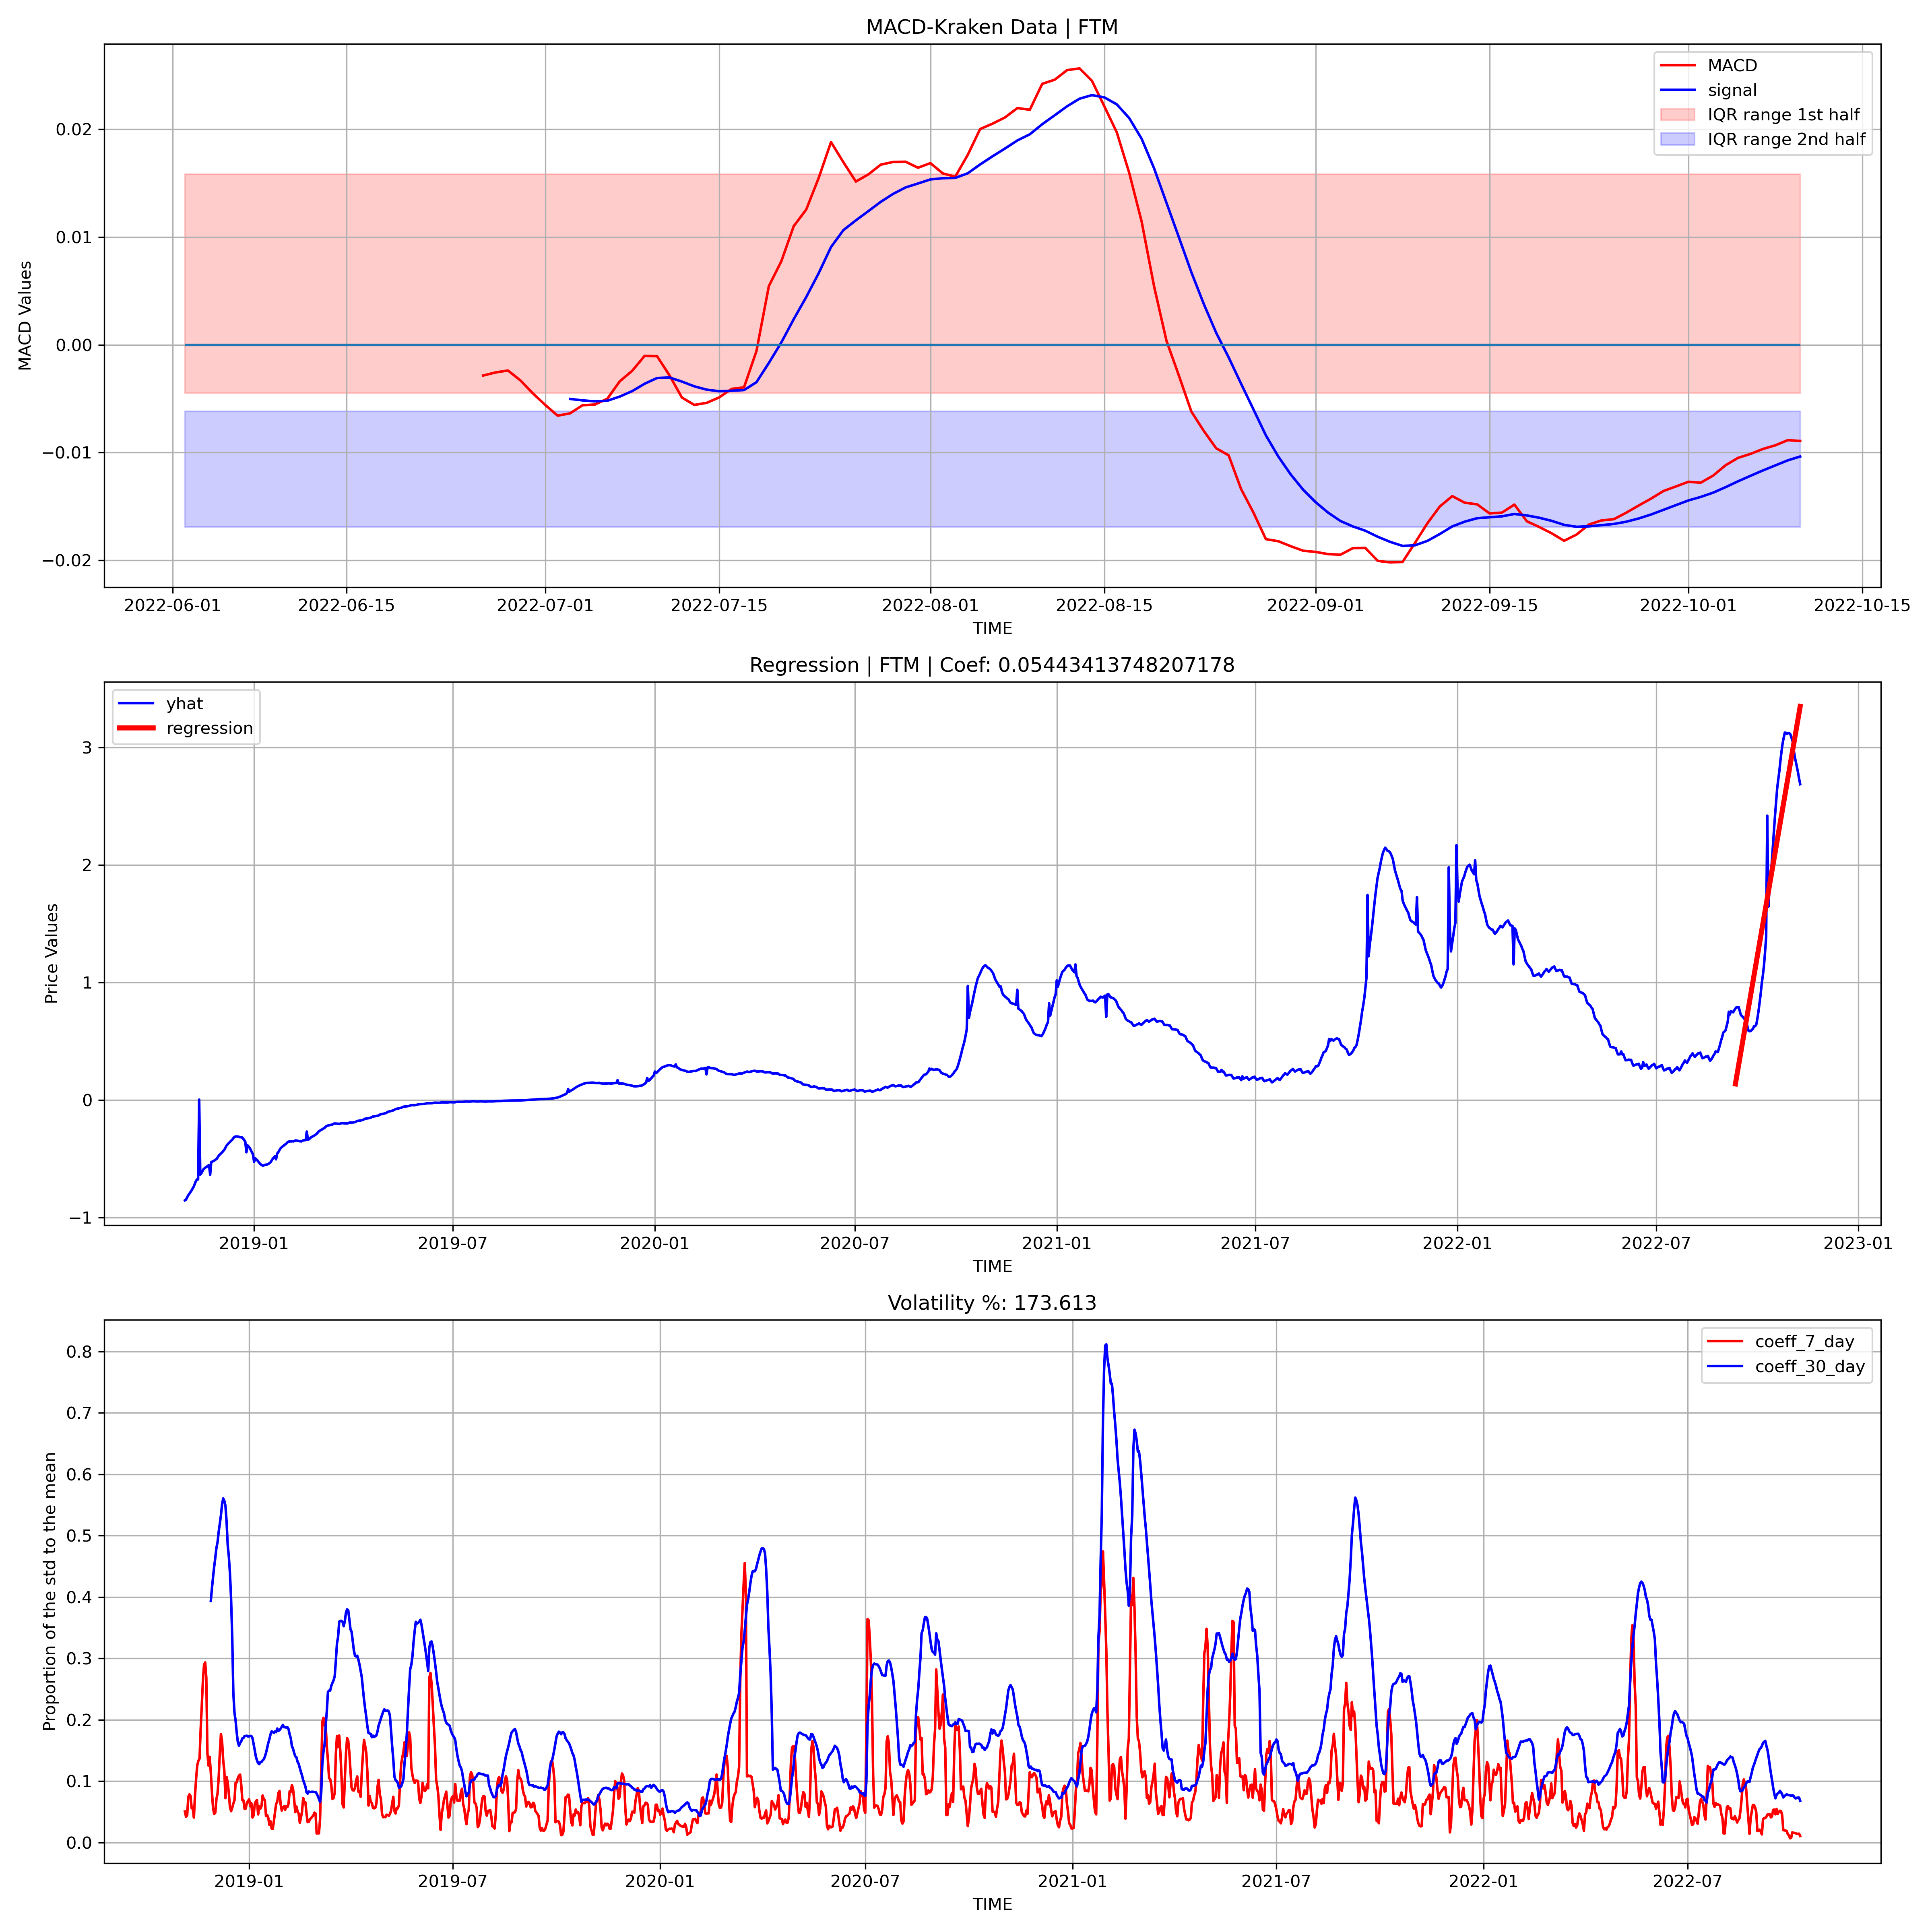 MACD-Kraken Data | FTM
MACD
signal
IQR range 1st half
IQR range 2nd half
MACD Values
0.02
0.01
0.00
−0.01
−0.02
2022-06-01 2022-06-15 2022-07-01 2022-07-15 2022-08-01 2022-08-15 2022-09-01 2022-09-15 2022-10-01 2022-10-15
TIME
Regression | FTM | Coef: 0.05443413748207178
yhat
regression
Price Values
3
2
1
0
−1
2019-01 2019-07 2020-01 2020-07 2021-01 2021-07 2022-01 2022-07 2023-01
TIME
Volatility %: 173.613
coeff_7_day
coeff_30_day
Proportion of the std to the mean
0.8
0.7
0.6
0.5
0.4
0.3
0.2
0.1
0.0
2019-01 2019-07 2020-01 2020-07 2021-01 2021-07 2022-01 2022-07
TIME